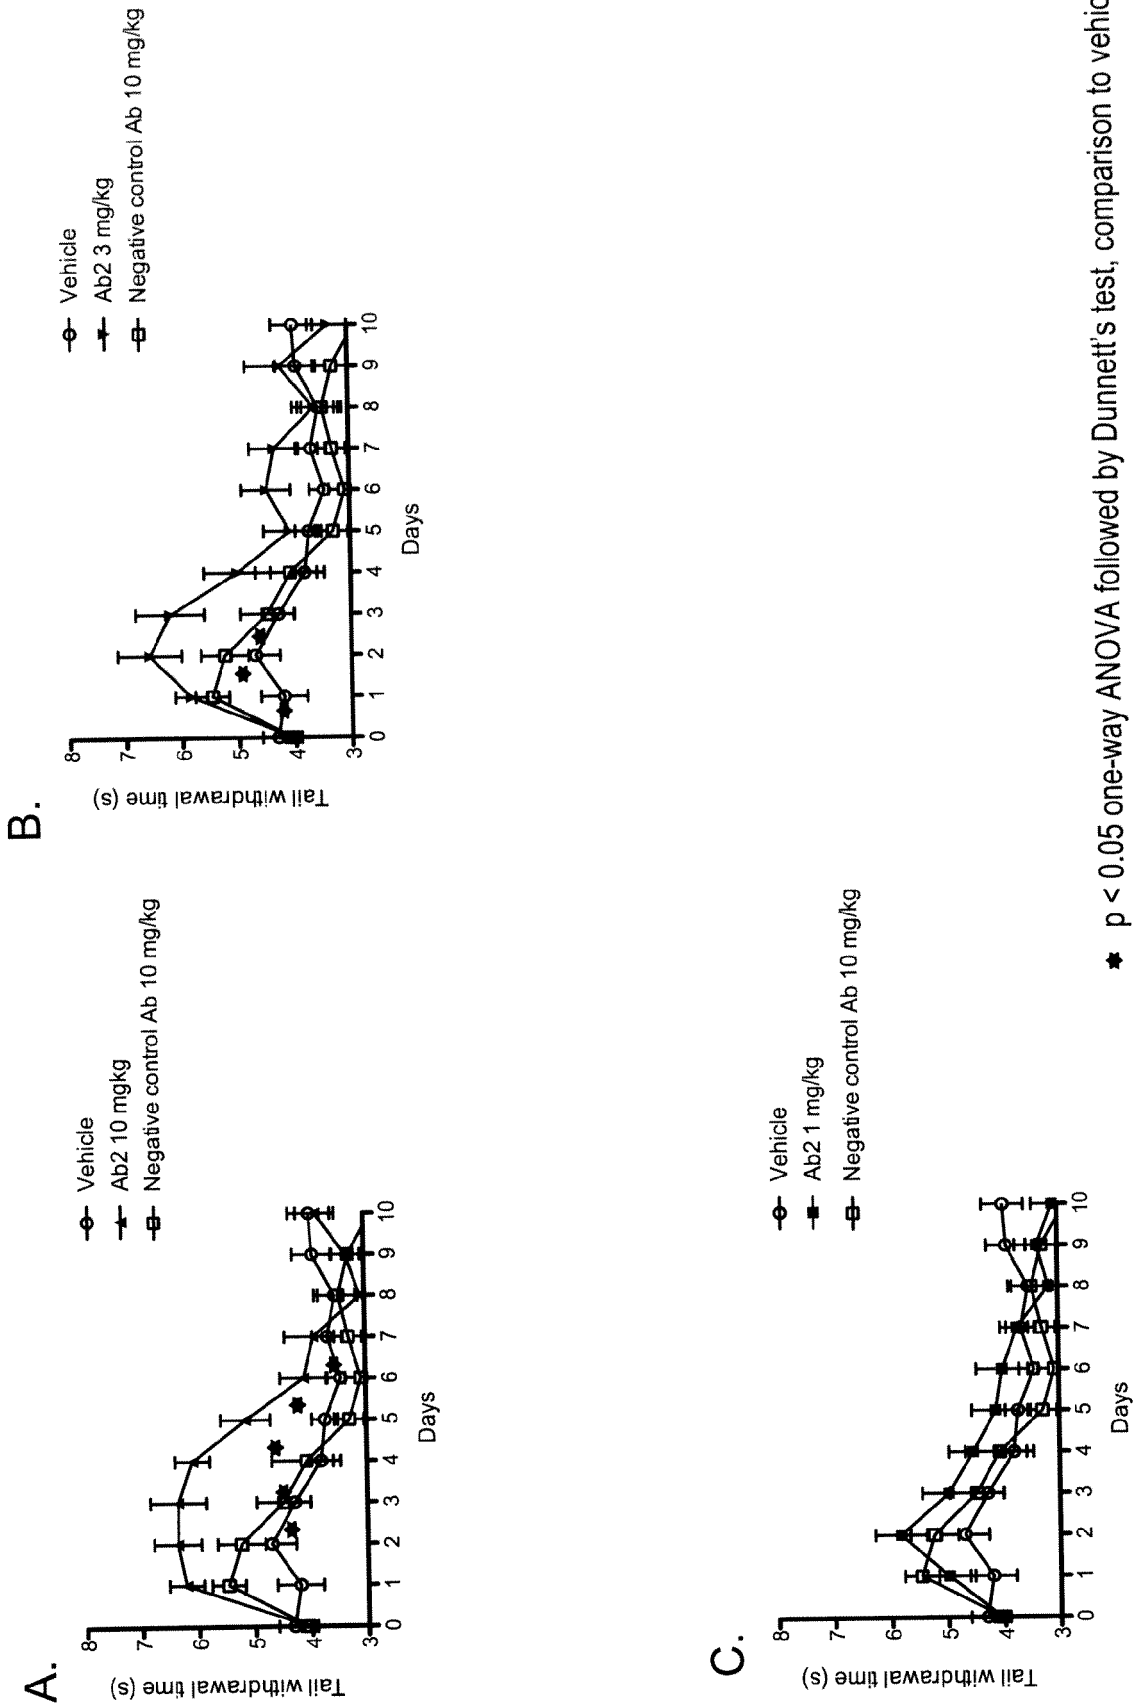 A.
Tail withdrawal time (s)
8
7
6
5
4
3
0 1 2 3 4 5 6 7 8 9 10
Days
Vehicle
Ab2 10 mgkg
Negative control Ab 10 mg/kg
B.
Tail withdrawal time (s)
8
7
6
5
4
3
0 1 2 3 4 5 6 7 8 9 10
Days
Vehicle
Ab2 3 mg/kg
Negative control Ab 10 mg/kg
C.
Tail withdrawal time (s)
8
7
6
5
4
3
0 1 2 3 4 5 6 7 8 9 10
Days
Vehicle
Ab2 1 mg/kg
Negative control Ab 10 mg/kg
p < 0.05 one-way ANOVA followed by Dunnett's test, comparison to vehic